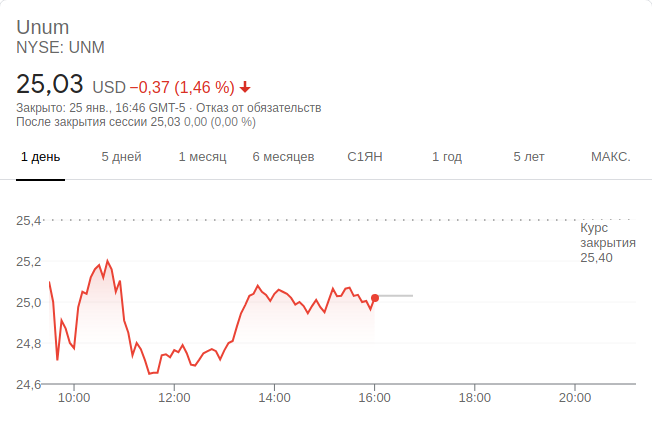 Unum
NYSE: UNM
25,03 USD −0,37 (1,46 %)
Закрыто: 25 янв., 16:46 GMT-5 · Отказ от обязательств
После закрытия сессии 25,03 0,00 (0,00 %)
1 день 5 дней 1 месяц 6 месяцев С1ЯН 1 год 5 лет МАКС.
25,4
Курс
закрытия
25,40
25,2
25,0
24,8
24,6
10:00 12:00 14:00 16:00 18:00 20:00